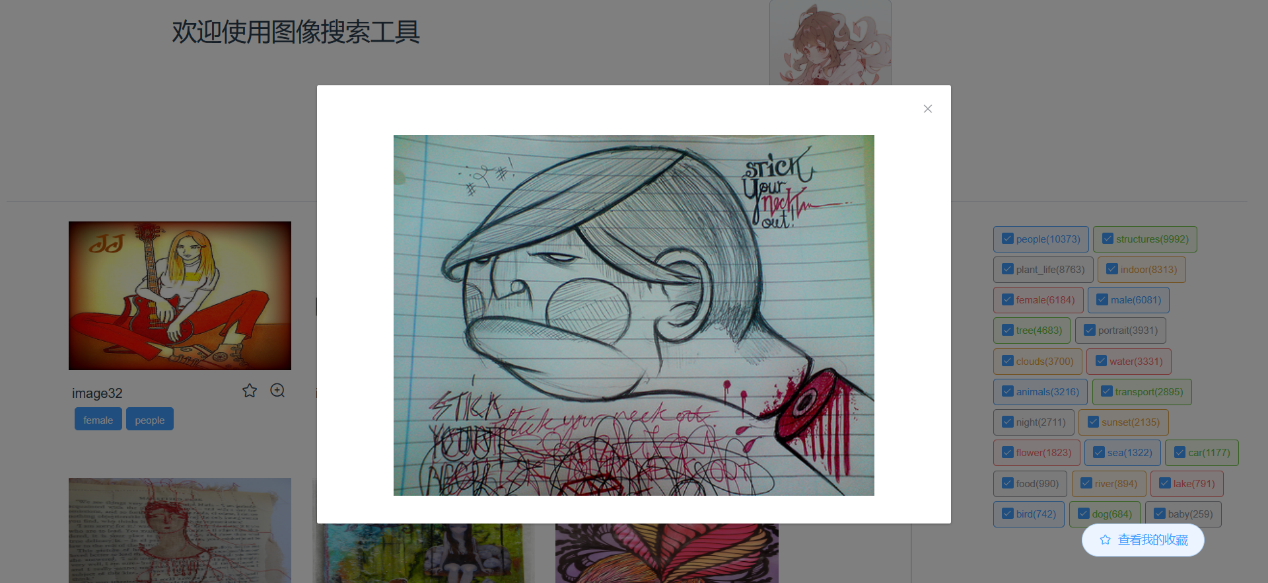 欢迎使用图像搜索工具
JJ
STICK
Your
neck
out!
STICK stick your neck out
YOUR
NECK OUT
image32
female people
people(10373) structures(9992)
plant_life(8763) indoor(8313)
female(6184) male(6081)
tree(4683) portrait(3931)
clouds(3700) water(3331)
animals(3216) transport(2895)
night(2711) sunset(2135)
flower(1823) sea(1322) car(1177)
food(990) river(894) lake(791)
bird(742) dog(684) baby(259)
查看我的收藏